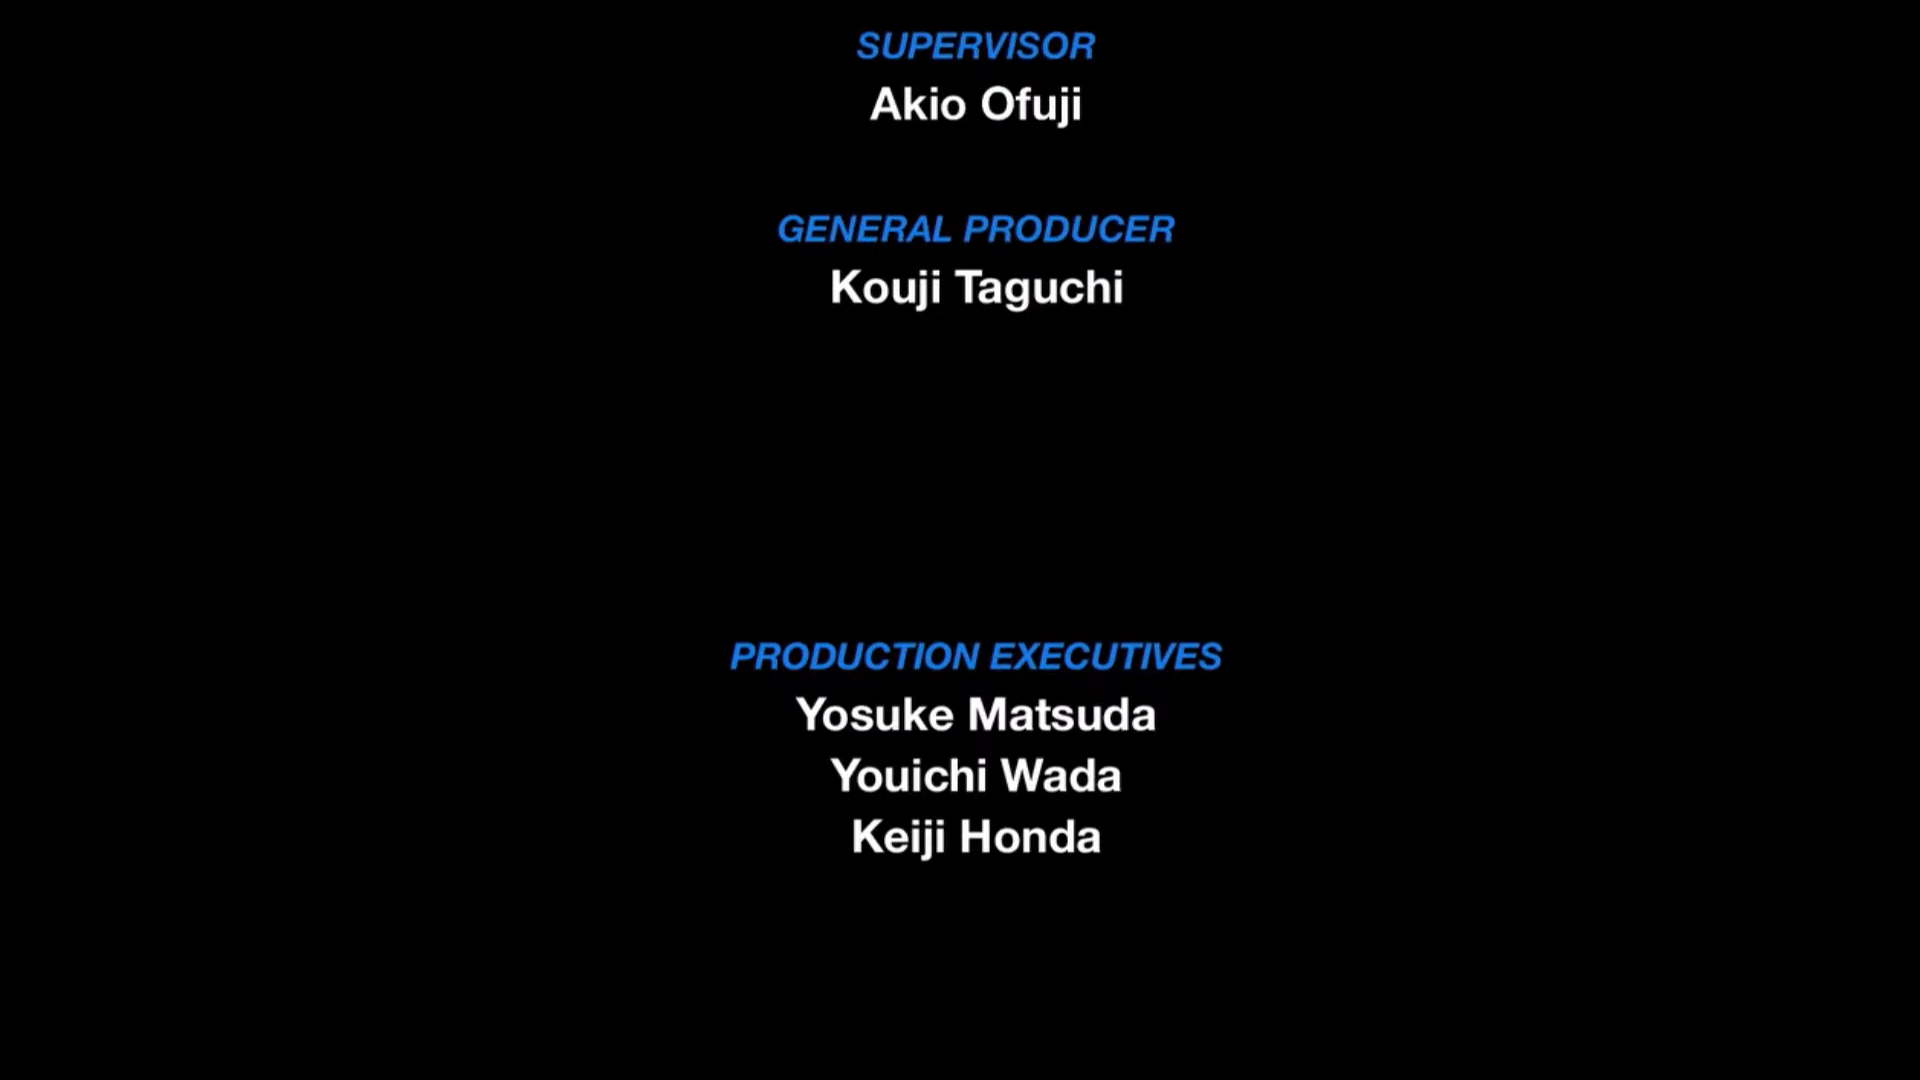 SUPERVISOR
Akio Ofuji
GENERAL PRODUCER
Kouji Taguchi
PRODUCTION EXECUTIVES
Yosuke Matsuda
Youichi Wada
Keiji Honda